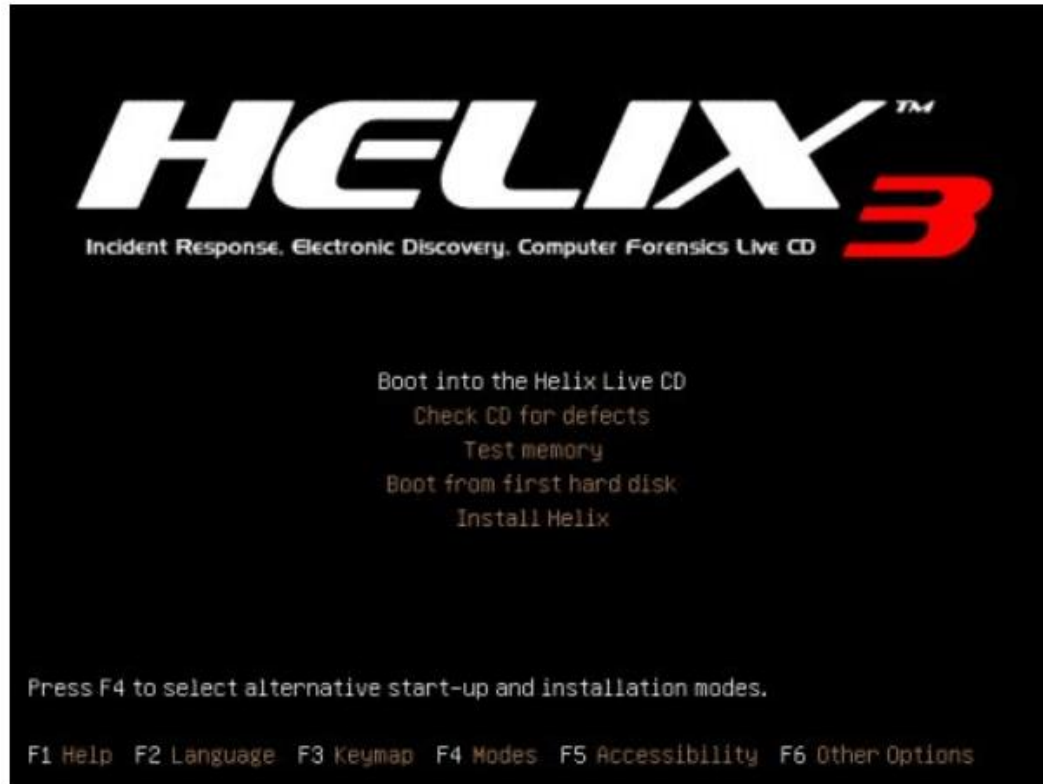 HELIX™ 3
Incident Response, Electronic Discovery, Computer Forensics Live CD
Boot into the Helix Live CD
Check CD for defects
Test memory
Boot from first hard disk
Install Helix
Press F4 to select alternative start-up and installation modes.
F1 Help F2 Language F3 Keymap F4 Modes F5 Accessibility F6 Other Options